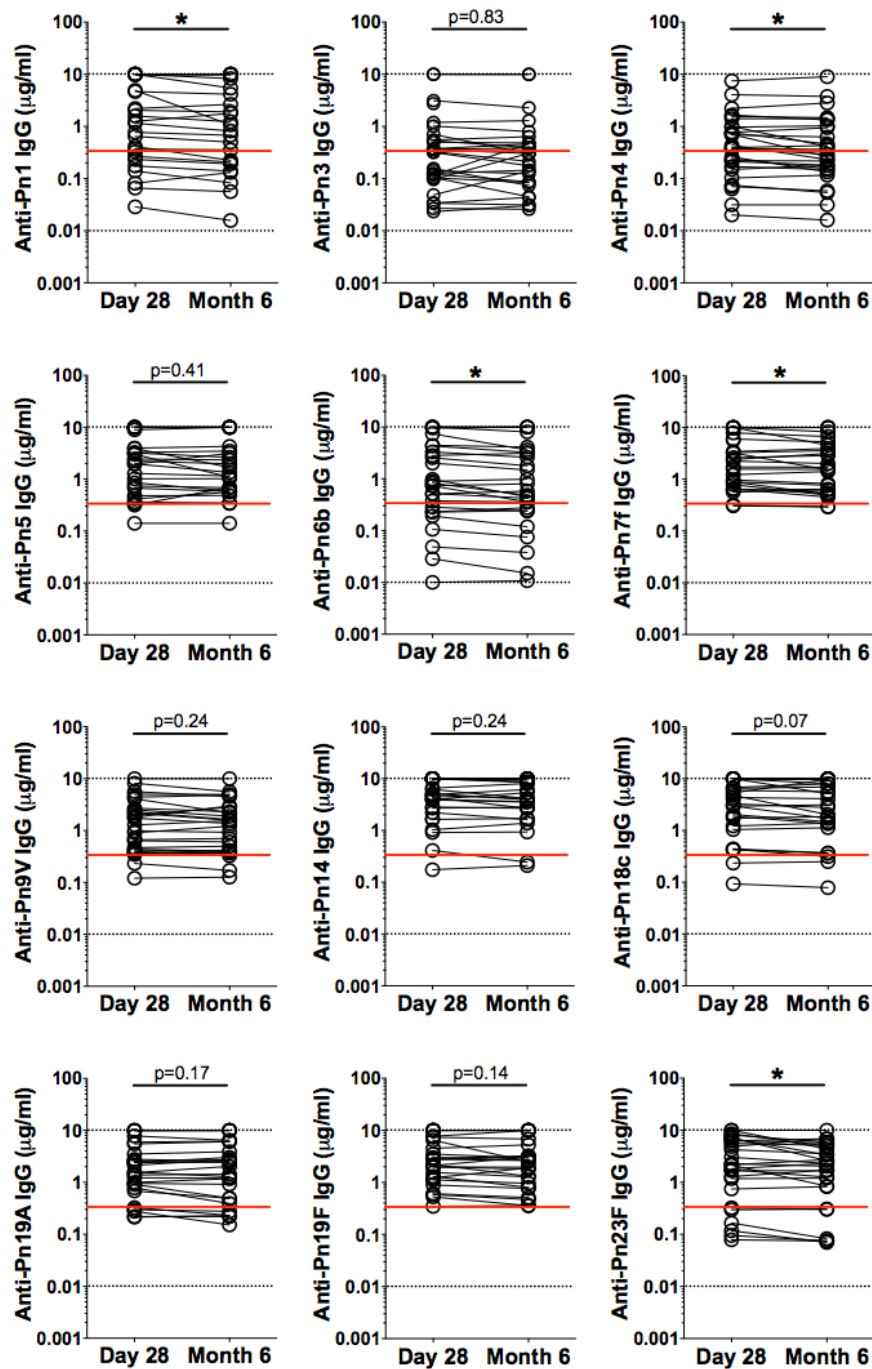 * p=0.83 *
Anti-Pn1 IgG (μg/ml) 100 10 1 0.1 0.01 0.001 Day 28 Month 6
Anti-Pn3 IgG (μg/ml) 100 10 1 0.1 0.01 0.001 Day 28 Month 6
Anti-Pn4 IgG (μg/ml) 100 10 1 0.1 0.01 0.001 Day 28 Month 6
p=0.41 * *
Anti-Pn5 IgG (μg/ml) 100 10 1 0.1 0.01 0.001 Day 28 Month 6
Anti-Pn6b IgG (μg/ml) 100 10 1 0.1 0.01 0.001 Day 28 Month 6
Anti-Pn7f IgG (μg/ml) 100 10 1 0.1 0.01 0.001 Day 28 Month 6
p=0.24 p=0.24 p=0.07
Anti-Pn9V IgG (μg/ml) 100 10 1 0.1 0.01 0.001 Day 28 Month 6
Anti-Pn14 IgG (μg/ml) 100 10 1 0.1 0.01 0.001 Day 28 Month 6
Anti-Pn18c IgG (μg/ml) 100 10 1 0.1 0.01 0.001 Day 28 Month 6
p=0.17 p=0.14 *
Anti-Pn19A IgG (μg/ml) 100 10 1 0.1 0.01 0.001 Day 28 Month 6
Anti-Pn19F IgG (μg/ml) 100 10 1 0.1 0.01 0.001 Day 28 Month 6
Anti-Pn23F IgG (μg/ml) 100 10 1 0.1 0.01 0.001 Day 28 Month 6